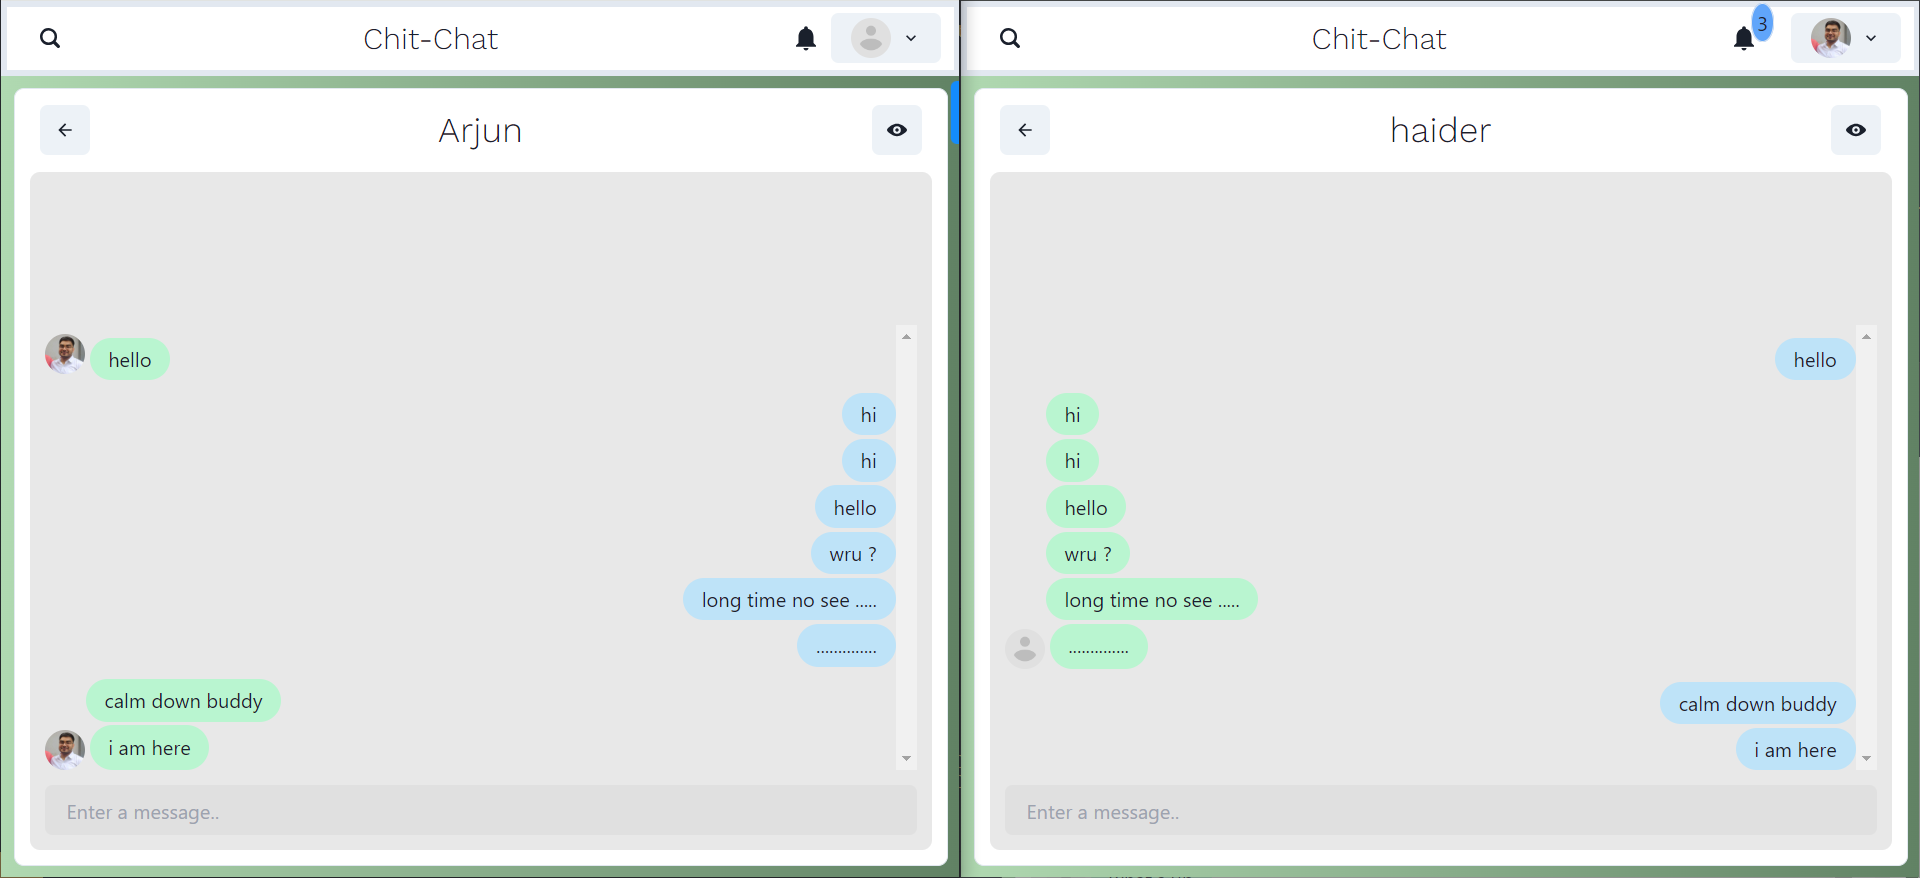 Chit-Chat
Arjun
hello
hi
hi
hello
wru ?
long time no see .....
..............
calm down buddy
i am here
Enter a message..
Chit-Chat
3
haider
hello
hi
hi
hello
wru ?
long time no see .....
..............
calm down buddy
i am here
Enter a message..